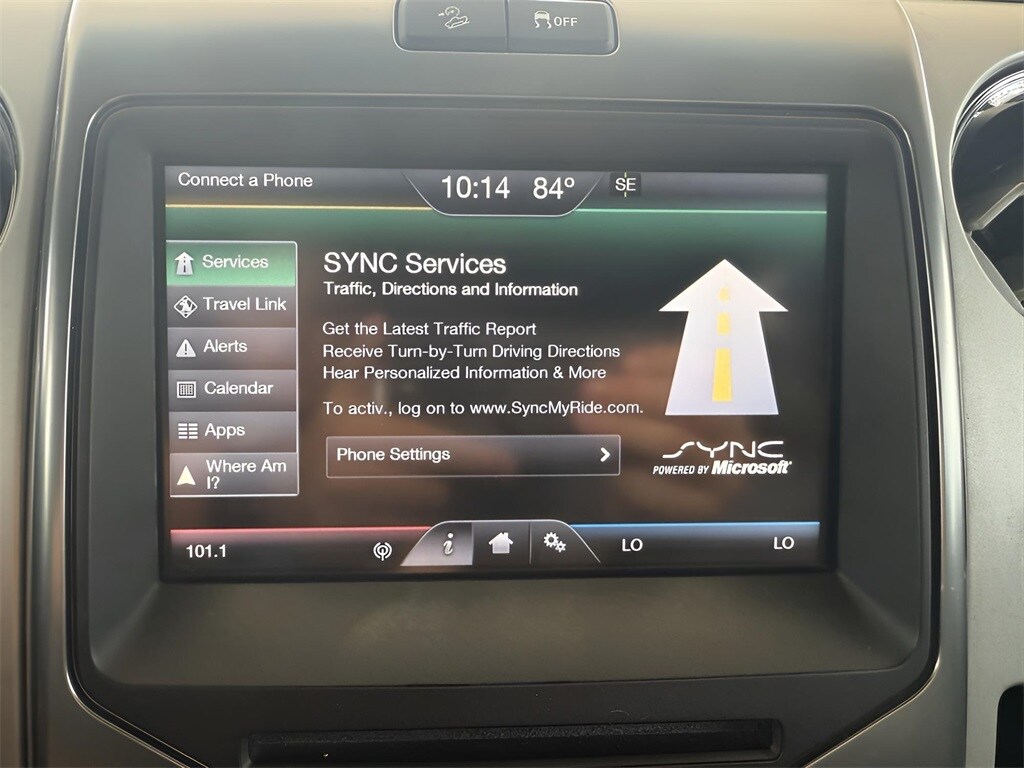 OFF
Connect a Phone
10:14 84º SE
Services
Travel Link
Alerts
Calendar
Apps
Where Am
I?
SYNC Services
Traffic, Directions and Information
Get the Latest Traffic Report
Receive Turn-by-Turn Driving Directions
Hear Personalized Information & More
To activ., log on to www.SyncMyRide.com.
Phone Settings
SYNC
POWERED BY Microsoft
101.1
i
LO
LO